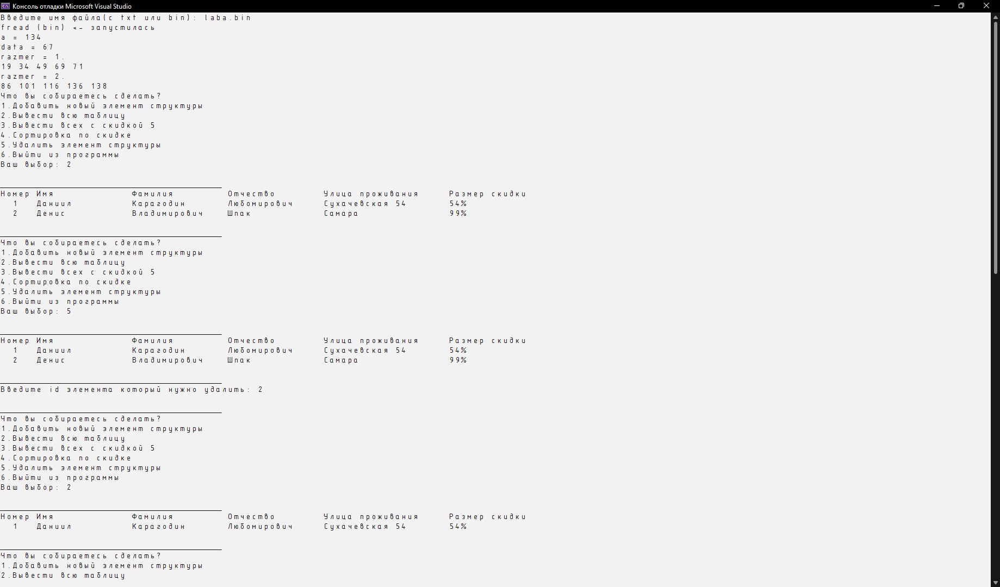 Консоль отладки Microsoft Visual Studio
Введите имя файла(с txt или bin): laba.bin
fread (bin) <- запустилась
a = 134
data = 67
razmer = 1.
19 34 49 69 71
razmer = 2.
86 101 116 136 138
Что вы собираетесь сделать?
1.Добавить новый элемент структуры
2.Вывести всю таблицу
3.Вывести всех с скидкой 5
4.Сортировка по скидке
5.Удалить элемент структуры
6.Выйти из программы
Ваш выбор: 2
Номер Имя Фамилия Отчество Улица проживания Размер скидки
1 Даниил Карагодин Любомирович Сухачевская 54 54%
2 Денис Владимирович Шпак Самара 99%
Что вы собираетесь сделать?
1.Добавить новый элемент структуры
2.Вывести всю таблицу
3.Вывести всех с скидкой 5
4.Сортировка по скидке
5.Удалить элемент структуры
6.Выйти из программы
Ваш выбор: 5
Номер Имя Фамилия Отчество Улица проживания Размер скидки
1 Даниил Карагодин Любомирович Сухачевская 54 54%
2 Денис Владимирович Шпак Самара 99%
Введите id элемента который нужно удалить: 2
Что вы собираетесь сделать?
1.Добавить новый элемент структуры
2.Вывести всю таблицу
3.Вывести всех с скидкой 5
4.Сортировка по скидке
5.Удалить элемент структуры
6.Выйти из программы
Ваш выбор: 2
Номер Имя Фамилия Отчество Улица проживания Размер скидки
1 Даниил Карагодин Любомирович Сухачевская 54 54%
Что вы собираетесь сделать?
1.Добавить новый элемент структуры
2.Вывести всю таблицу